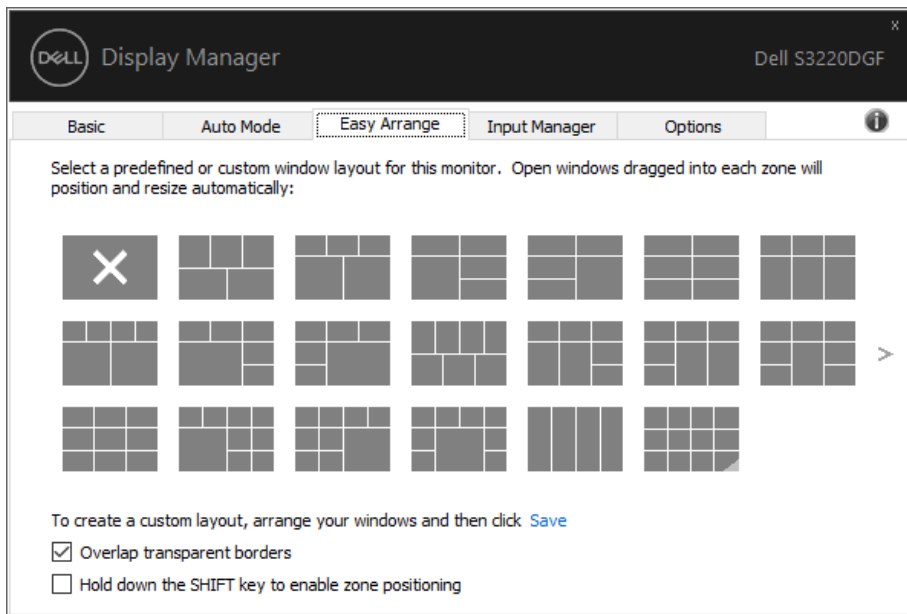 x
DELL Display Manager
Dell S3220DGF
Basic Auto Mode Easy Arrange Input Manager Options
Select a predefined or custom window layout for this monitor. Open windows dragged into each zone will
position and resize automatically:
>
To create a custom layout, arrange your windows and then click Save
Overlap transparent borders
Hold down the SHIFT key to enable zone positioning